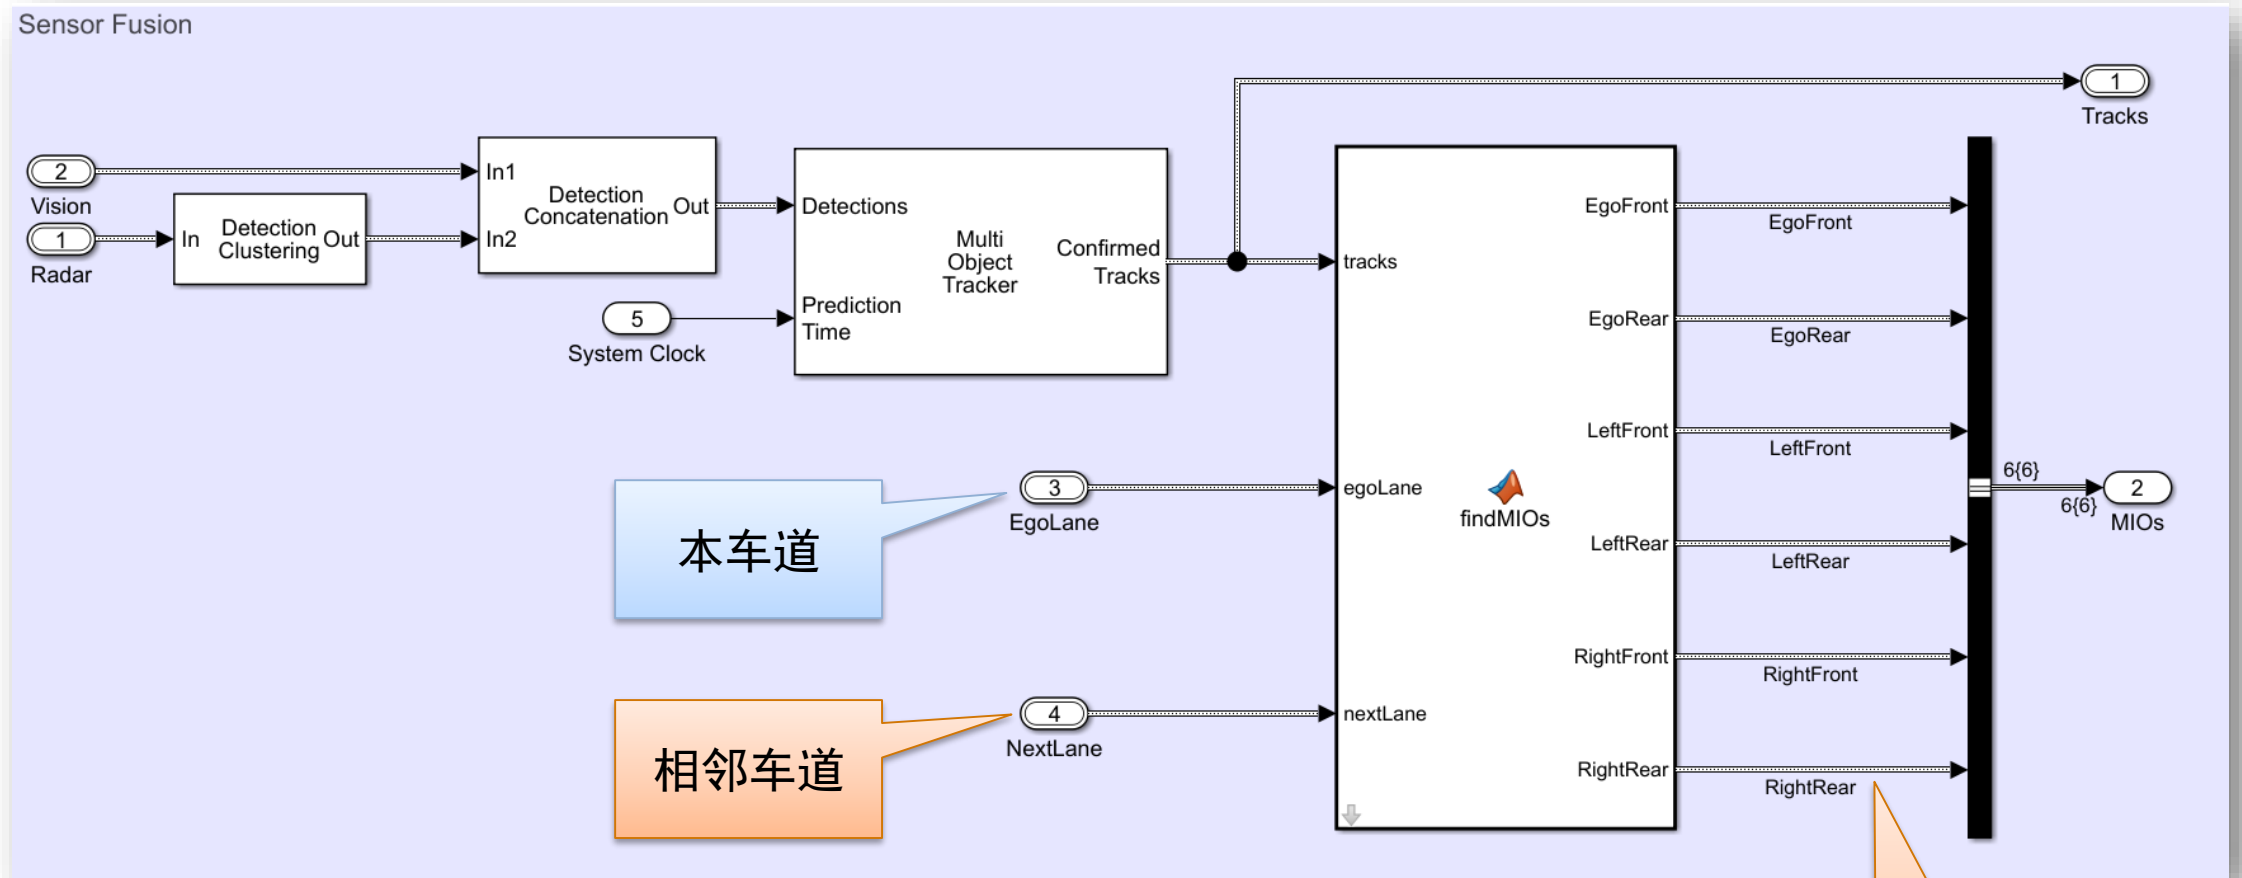 Sensor Fusion
1
Tracks
2
Vision
1
Radar
In
Detection
Clustering
Out
In1
In2
Detection
Concatenation
Out
5
System Clock
Detections
Prediction
Time
Multi
Object
Tracker
Confirmed
Tracks
本车道
3
EgoLane
相邻车道
4
NextLane
tracks
egoLane
nextLane
findMIOs
EgoFront
EgoRear
LeftFront
LeftRear
RightFront
RightRear
EgoFront
EgoRear
LeftFront
LeftRear
RightFront
RightRear
6{6}
6{6}
2
MIOs